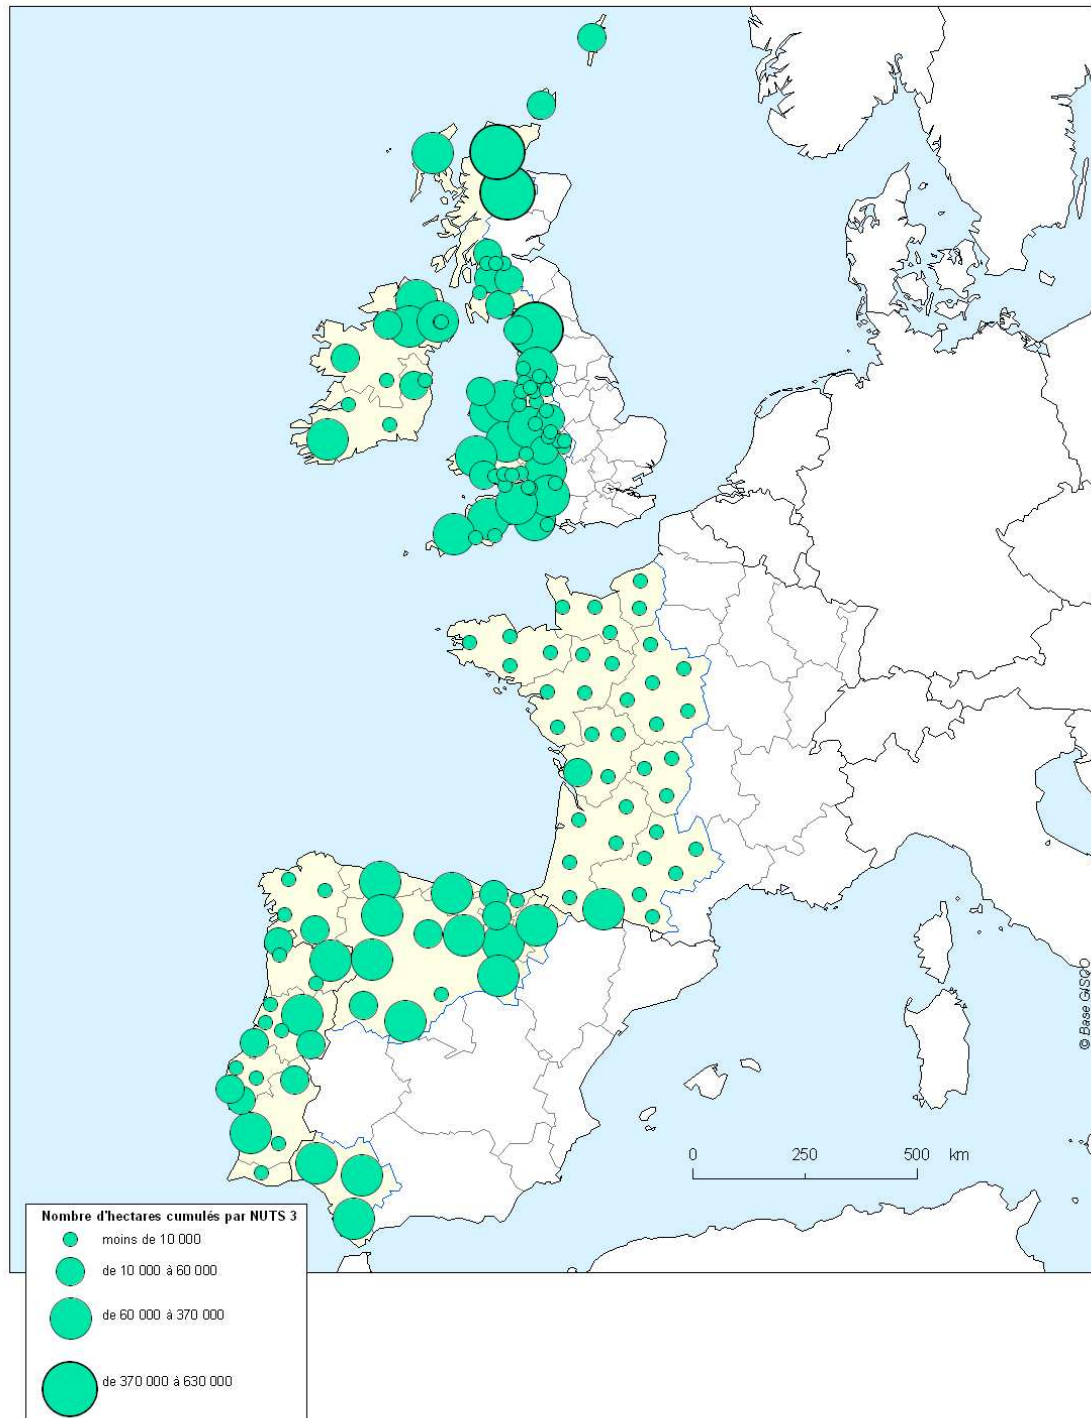 © Base GISCO
0 250 500 km
Nombre d'hectares cumulés par NUTS 3
moins de 10 000
de 10 000 à 60 000
de 60 000 à 370 000
de 370 000 à 630 000